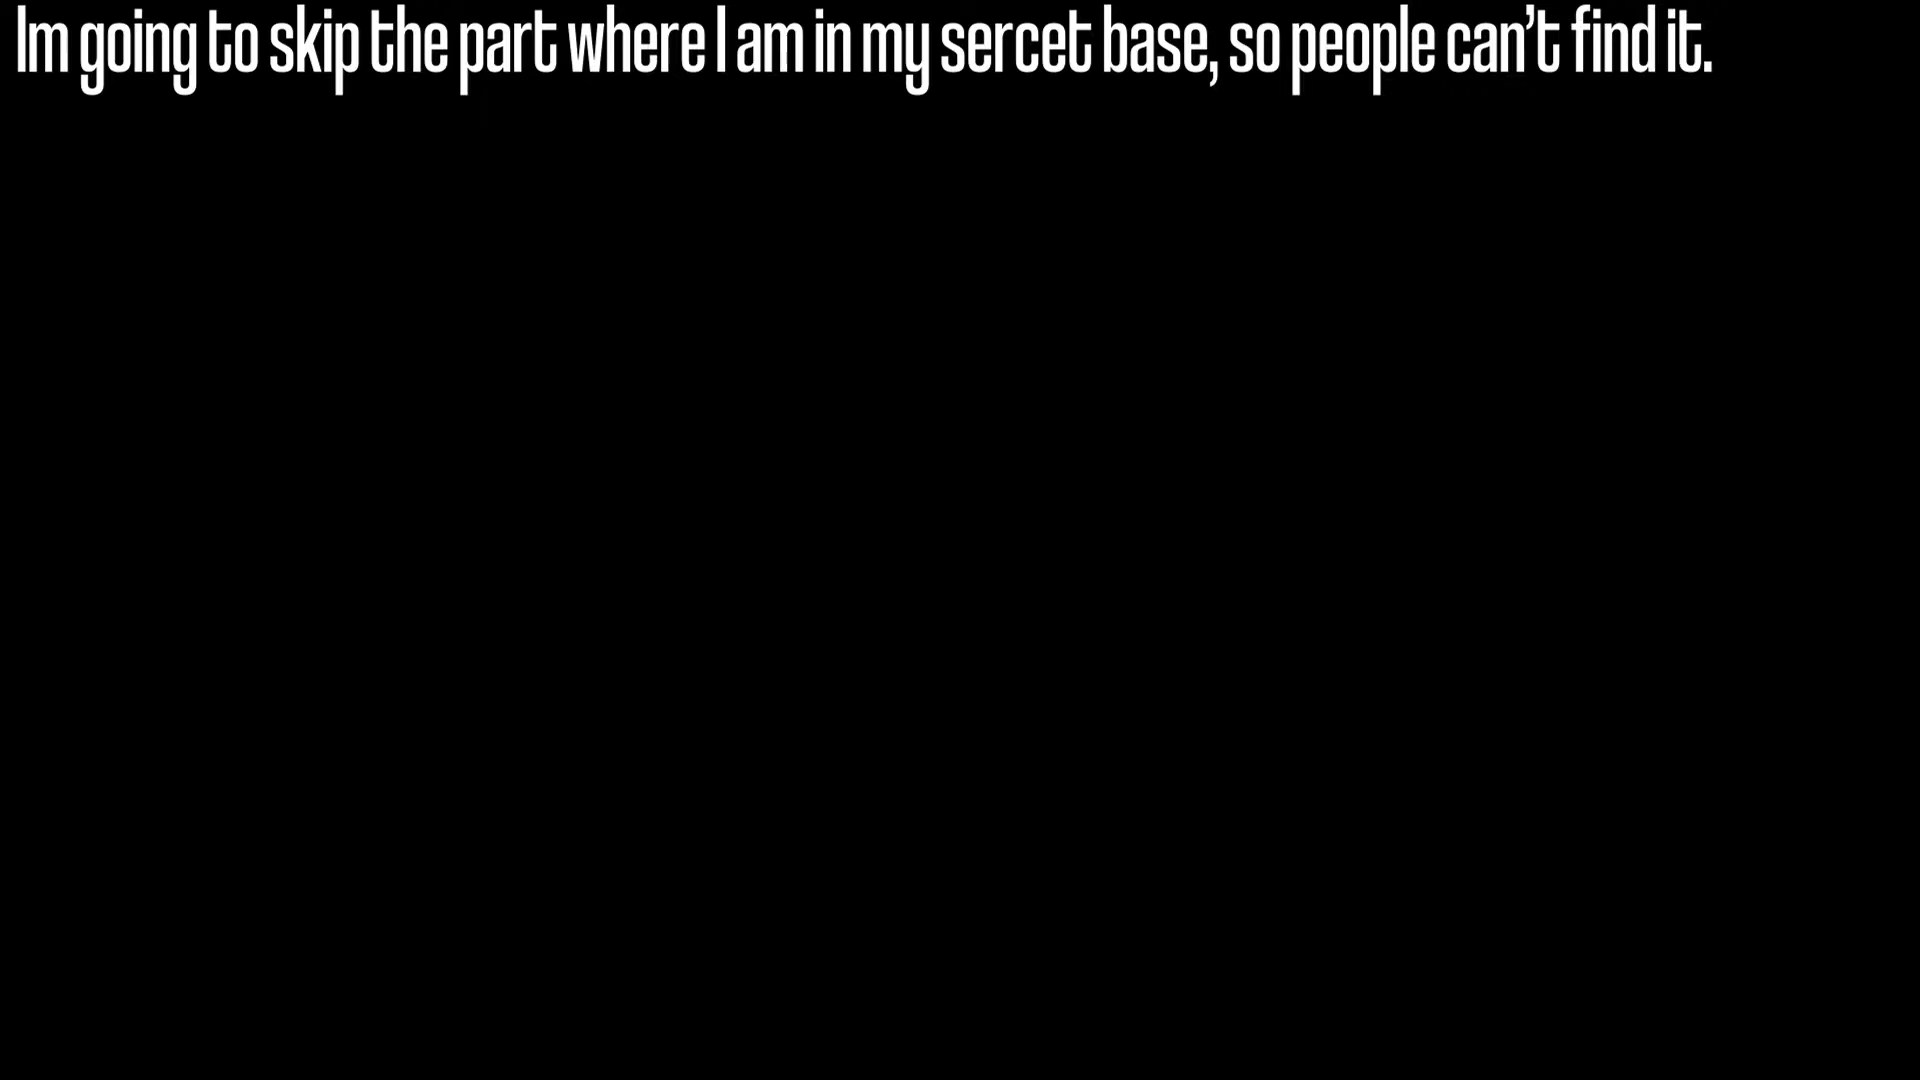 Im going to skip the part where I am in my sercet base, so people can’t find it.